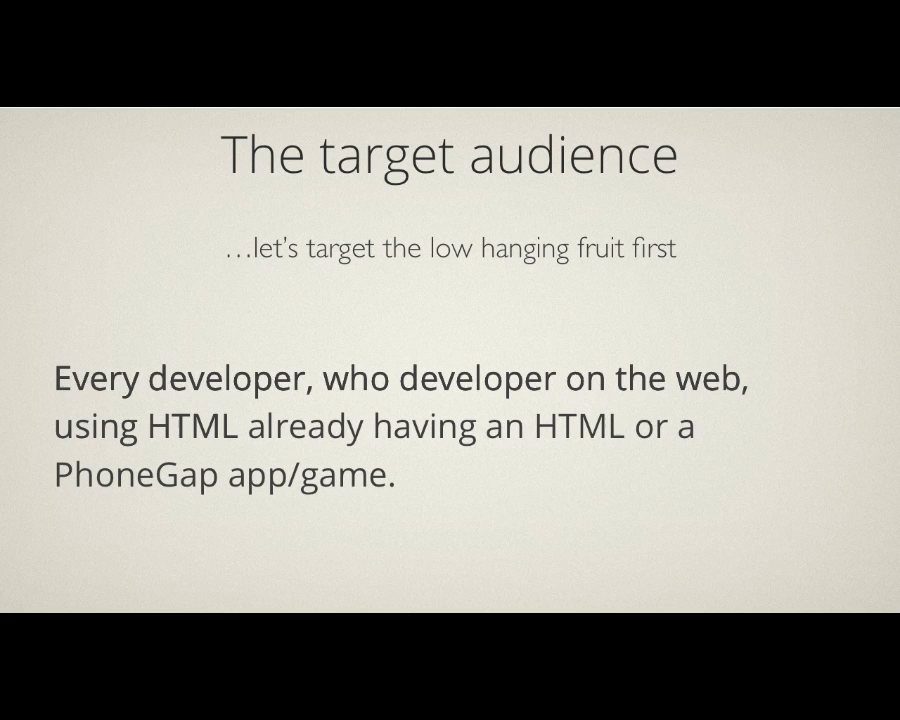 The target audience
…let’s target the low hanging fruit first
Every developer, who developer on the web,
using HTML already having an HTML or a
PhoneGap app/game.